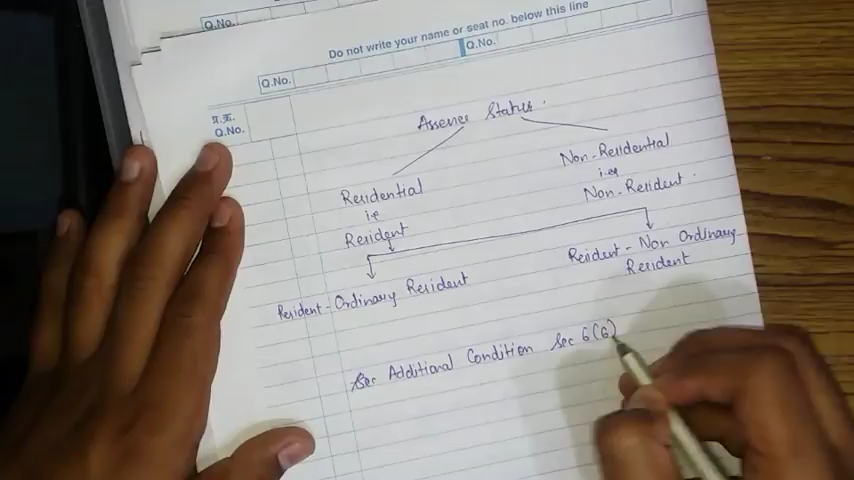 Q.No.
Do not write your name or seat no. below this line
Q.No.
Q.No.
प्र.क्र.
Q.No.
Assessee Status.
Residential
i.e
Resident
Non-Residential
i.e
Non-Resident.
Resident-Ordinary Resident
Resident-Non Ordinary
Resident
Sec Additional Condition Sec 6(6)